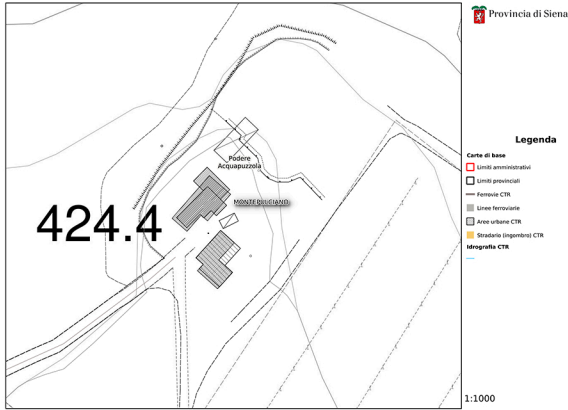 Provincia di Siena
Podere
Acquapuzzola
MONTEPULCIANO
424.4
Legenda
Carte di base
Limiti amministrativi
Limiti provinciali
Ferrovie CTR
Linee ferroviarie
Aree urbane CTR
Stradario (ingombro) CTR
Idrografia CTR
1:1000